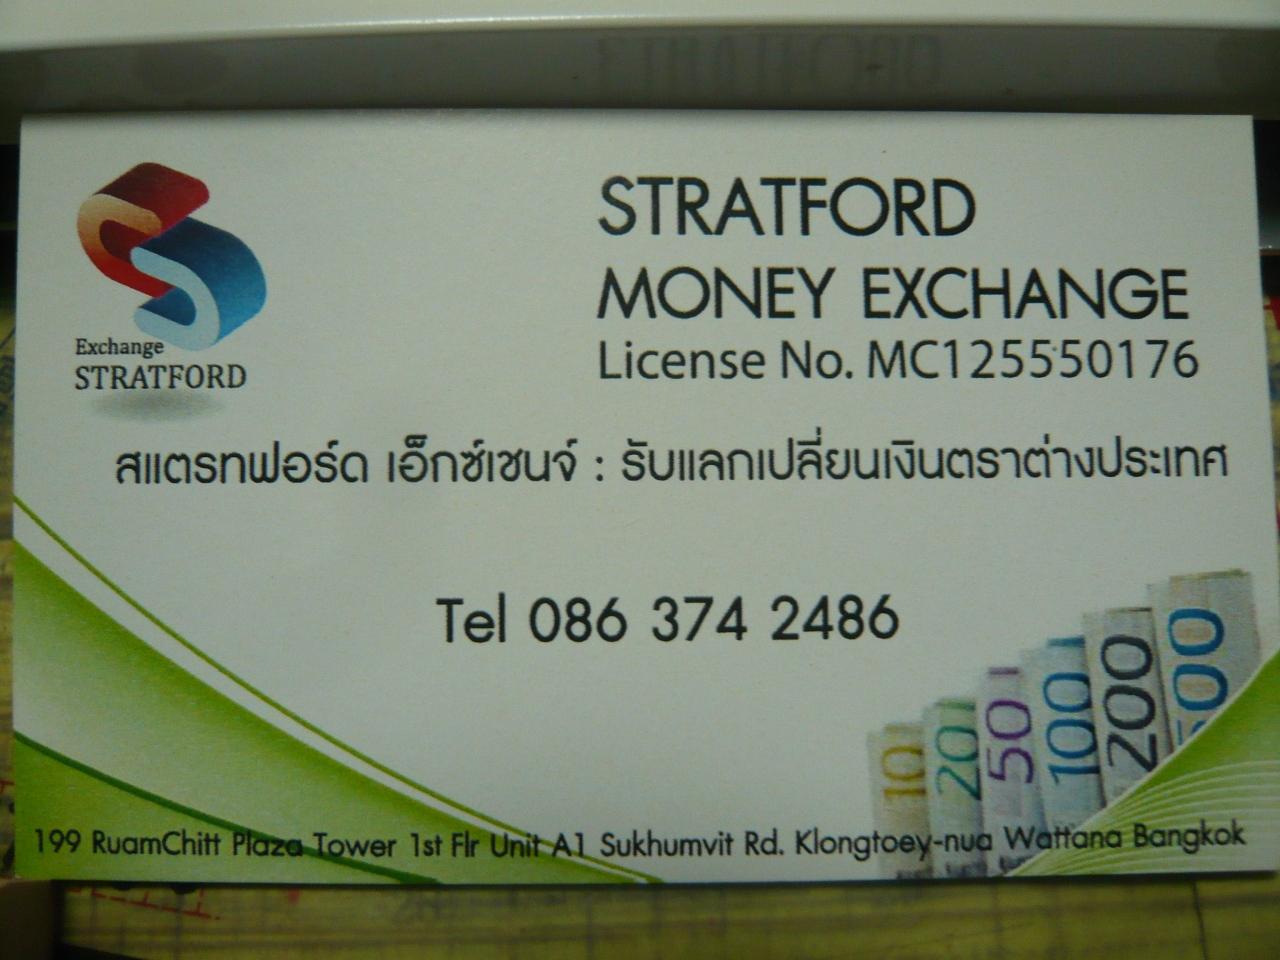 STRATFORD
MONEY EXCHANGE
License No. MC125550176
Exchange
STRATFORD
สแตรทฟอร์ด เอ็กซ์เชนจ์ : รับแลกเปลี่ยนเงินตราต่างประเทศ
Tel 086 374 2486
10 20 50 100 200 500
199 RuamChitt Plaza Tower 1st Flr Unit A1 Sukhumvit Rd. Klongtoey-nua Wattana Bangkok